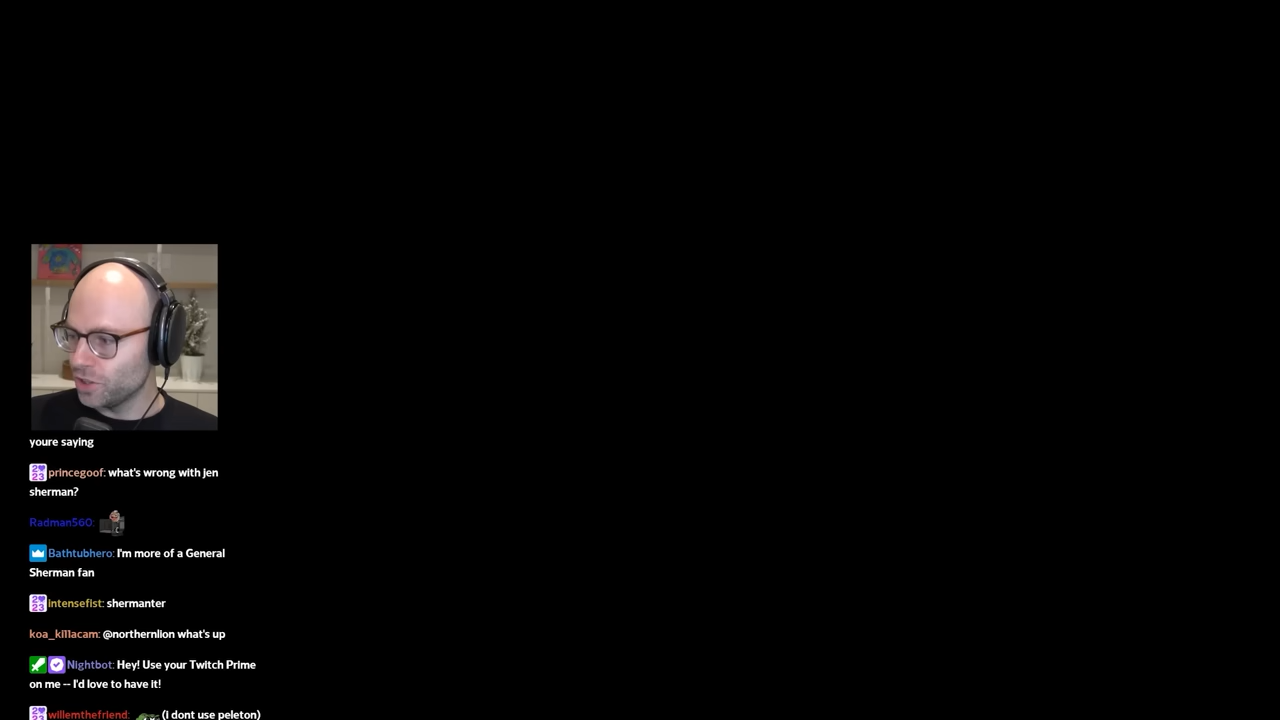 youre saying
princegoof: what's wrong with jen
sherman?
Radman560:
Bathtubhero: I'm more of a General
Sherman fan
intensefist: shermanter
koa_ki11acam: @northernlion what's up
Nightbot: Hey! Use your Twitch Prime
on me -- I'd love to have it!
willemthefriend: (i dont use peleton)